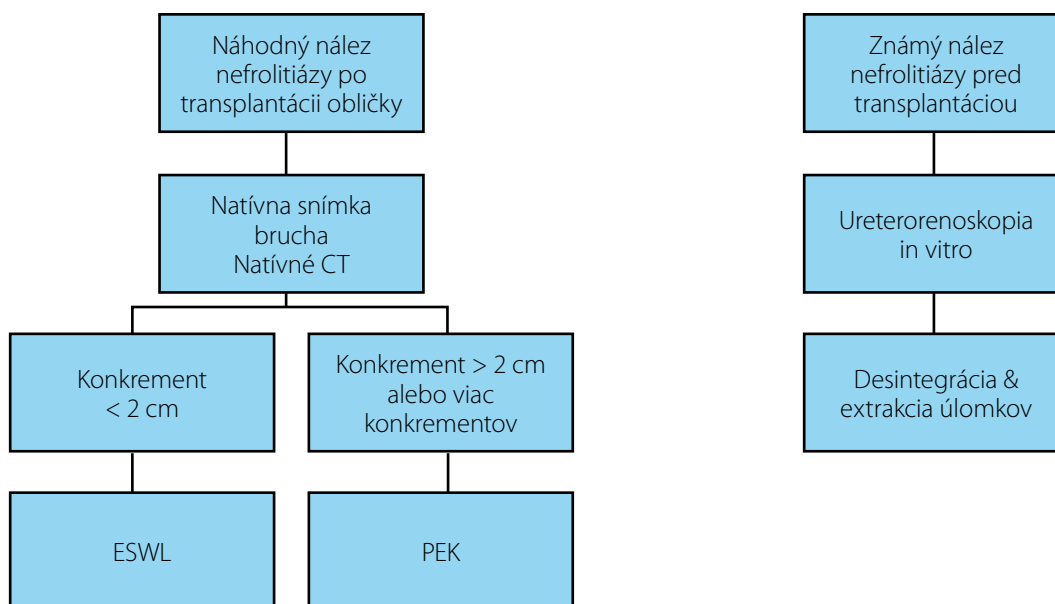 Náhodný nález
nefrolitiázy po
transplantácii obličky
Natívna snímka
brucha
Natívné CT
Konkrement
< 2 cm
Konkrement > 2 cm
alebo viac
konkrementov
ESWL
PEK
Známý nález
nefrolitiázy pred
transplantáciou
Ureterorenoskopia
in vitro
Desintegrácia &
extrakcia úlomkov